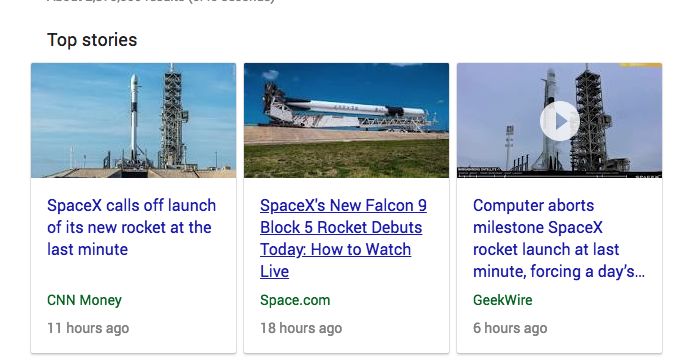 Top stories
SpaceX calls off launch
of its new rocket at the
last minute
CNN Money
11 hours ago
SpaceX's New Falcon 9
Block 5 Rocket Debuts
Today: How to Watch
Live
Space.com
18 hours ago
SPACEX
Computer aborts
milestone SpaceX
rocket launch at last
minute, forcing a day's...
GeekWire
6 hours ago